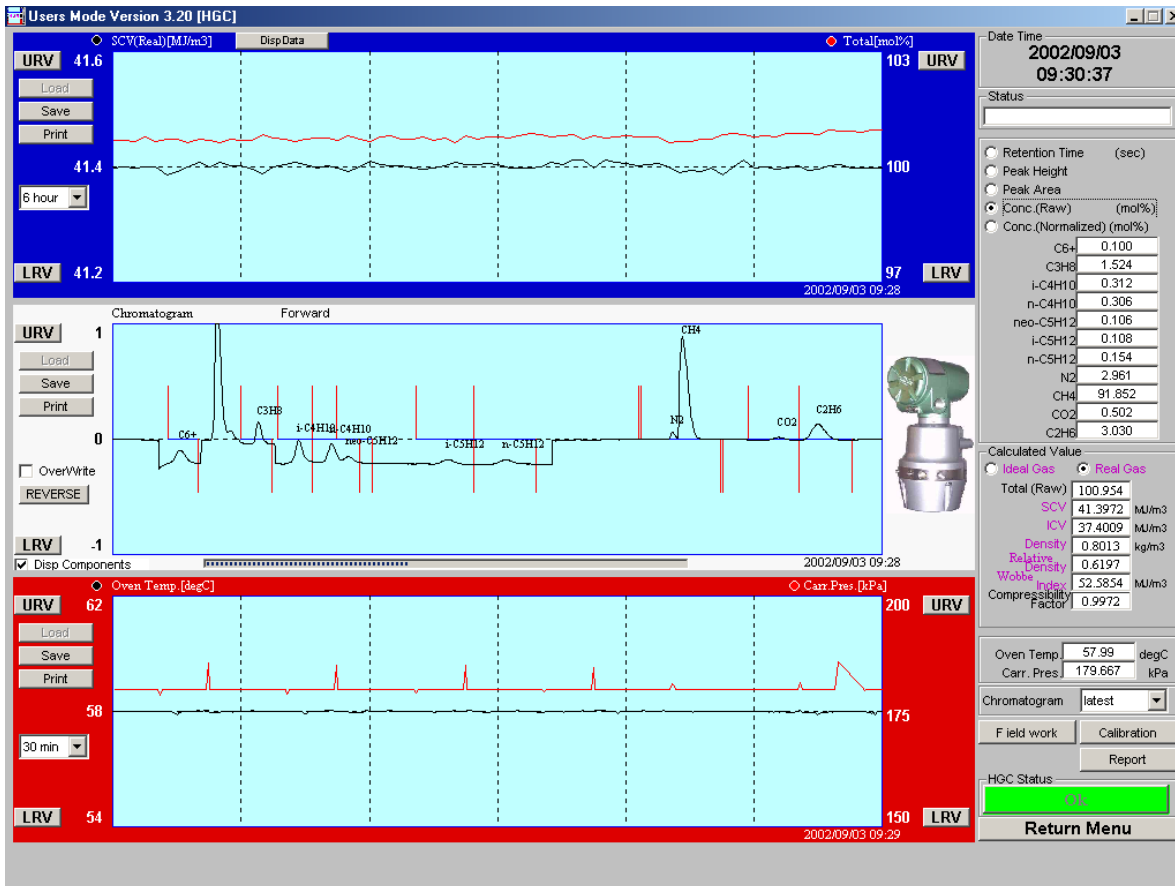 Users Mode Version 3.20 [HGC]
SCV(Real)[MJ/m3]
DispData
Total[mol%]
URV 41.6
103 URV
Load
Save
Print
41.4
100
6 hour
LRV 41.2
97 LRV
2002/09/03 09:28
Chromatogram
Forward
URV 1
CH4
Load
Save
Print
C3H8
C6+
i-C4H10
n-C4H10
neo-C5H12
i-C5H12
n-C5H12
N2
CO2
C2H6
0
OverWrite
REVERSE
LRV -1
Disp Components
2002/09/03 09:28
Oven Temp.[degC]
Carr.Pres.[kPa]
URV 62
200 URV
Load
Save
Print
58
175
30 min
LRV 54
150 LRV
2002/09/03 09:29
Date Time
2002/09/03
09:30:37
Status
Retention Time (sec)
Peak Height
Peak Area
Conc.(Raw) (mol%)
Conc.(Normalized) (mol%)
C6+ 0.100
C3H8 1.524
i-C4H10 0.312
n-C4H10 0.306
neo-C5H12 0.106
i-C5H12 0.108
n-C5H12 0.154
N2 2.961
CH4 91.852
CO2 0.502
C2H6 3.030
Calculated Value
Ideal Gas Real Gas
Total (Raw) 100.954
SCV 41.3972 MJ/m3
ICV 37.4009 MJ/m3
Density 0.8013 kg/m3
Relative
Density 0.6197
Wobbe
Index 52.5854 MJ/m3
Compressibility
Factor 0.9972
Oven Temp. 57.99 degC
Carr. Pres. 179.667 kPa
Chromatogram latest
Field work Calibration
Report
HGC Status
Ok
Return Menu